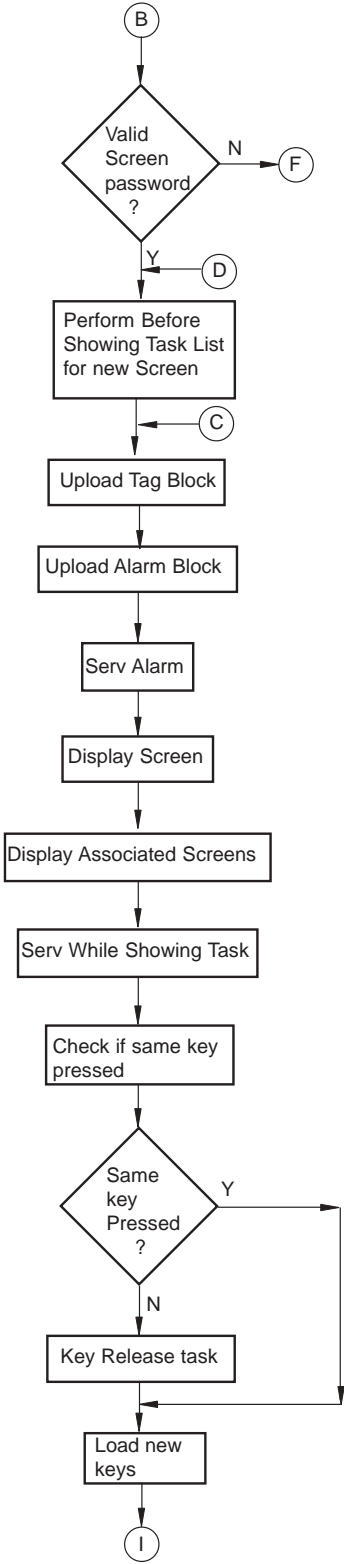 B
Valid
Screen
password
?
N
F
Y
D
Perform Before
Showing Task List
for new Screen
C
Upload Tag Block
Upload Alarm Block
Serv Alarm
Display Screen
Display Associated Screens
Serv While Showing Task
Check if same key
pressed
Same
key
Pressed
?
Y
N
Key Release task
Load new
keys
I